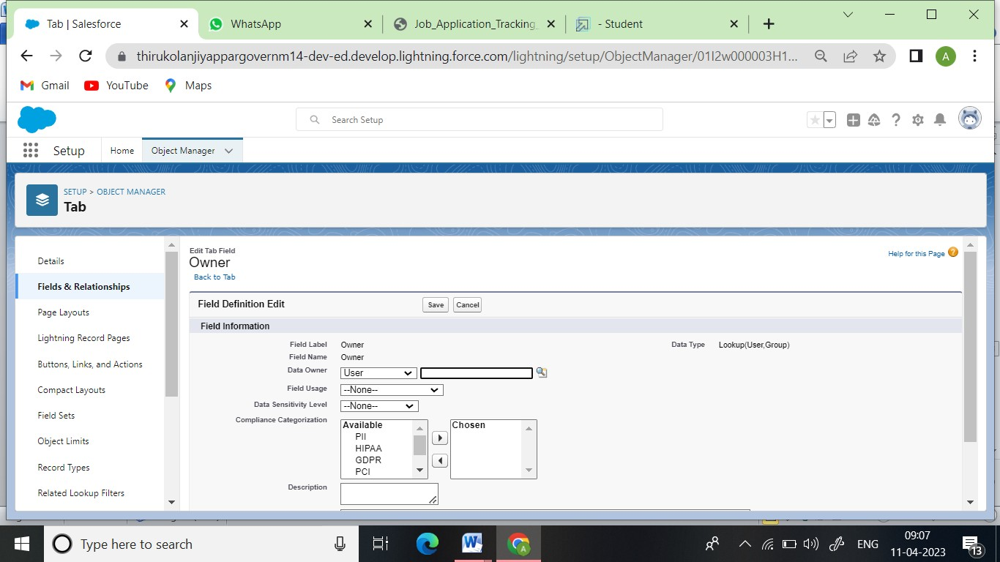 Tab | Salesforce
WhatsApp
Job_Application_Tracking_
- Student
thirukolanjiyappargovernm14-dev-ed.develop.lightning.force.com/lightning/setup/ObjectManager/01I2w000003H1...
A
Gmail
YouTube
Maps
Search Setup
Setup
Home
Object Manager
SETUP > OBJECT MANAGER
Tab
Details
Fields & Relationships
Page Layouts
Lightning Record Pages
Buttons, Links, and Actions
Compact Layouts
Field Sets
Object Limits
Record Types
Related Lookup Filters
Edit Tab Field
Owner
Back to Tab
Help for this Page
Field Definition Edit
Save
Cancel
Field Information
Field Label Owner
Data Type Lookup(User,Group)
Field Name Owner
Data Owner User
Field Usage --None--
Data Sensitivity Level --None--
Compliance Categorization
Available
PII
HIPAA
GDPR
PCI
Chosen
Description
Type here to search
W
A
ENG
09:07
11-04-2023
13